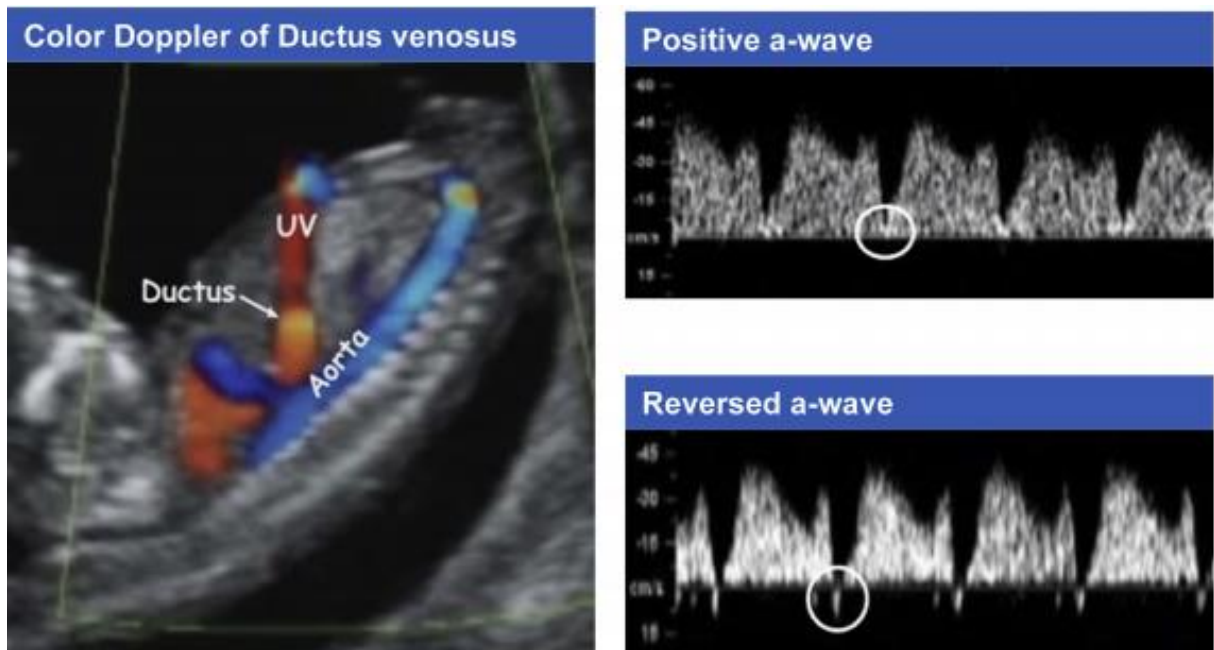 Color Doppler of Ductus venosus
UV
Ductus
Aorta
Positive a-wave
-60
-45
-30
-15
cm/s
15
Reversed a-wave
-45
-30
-15
cm/s
15